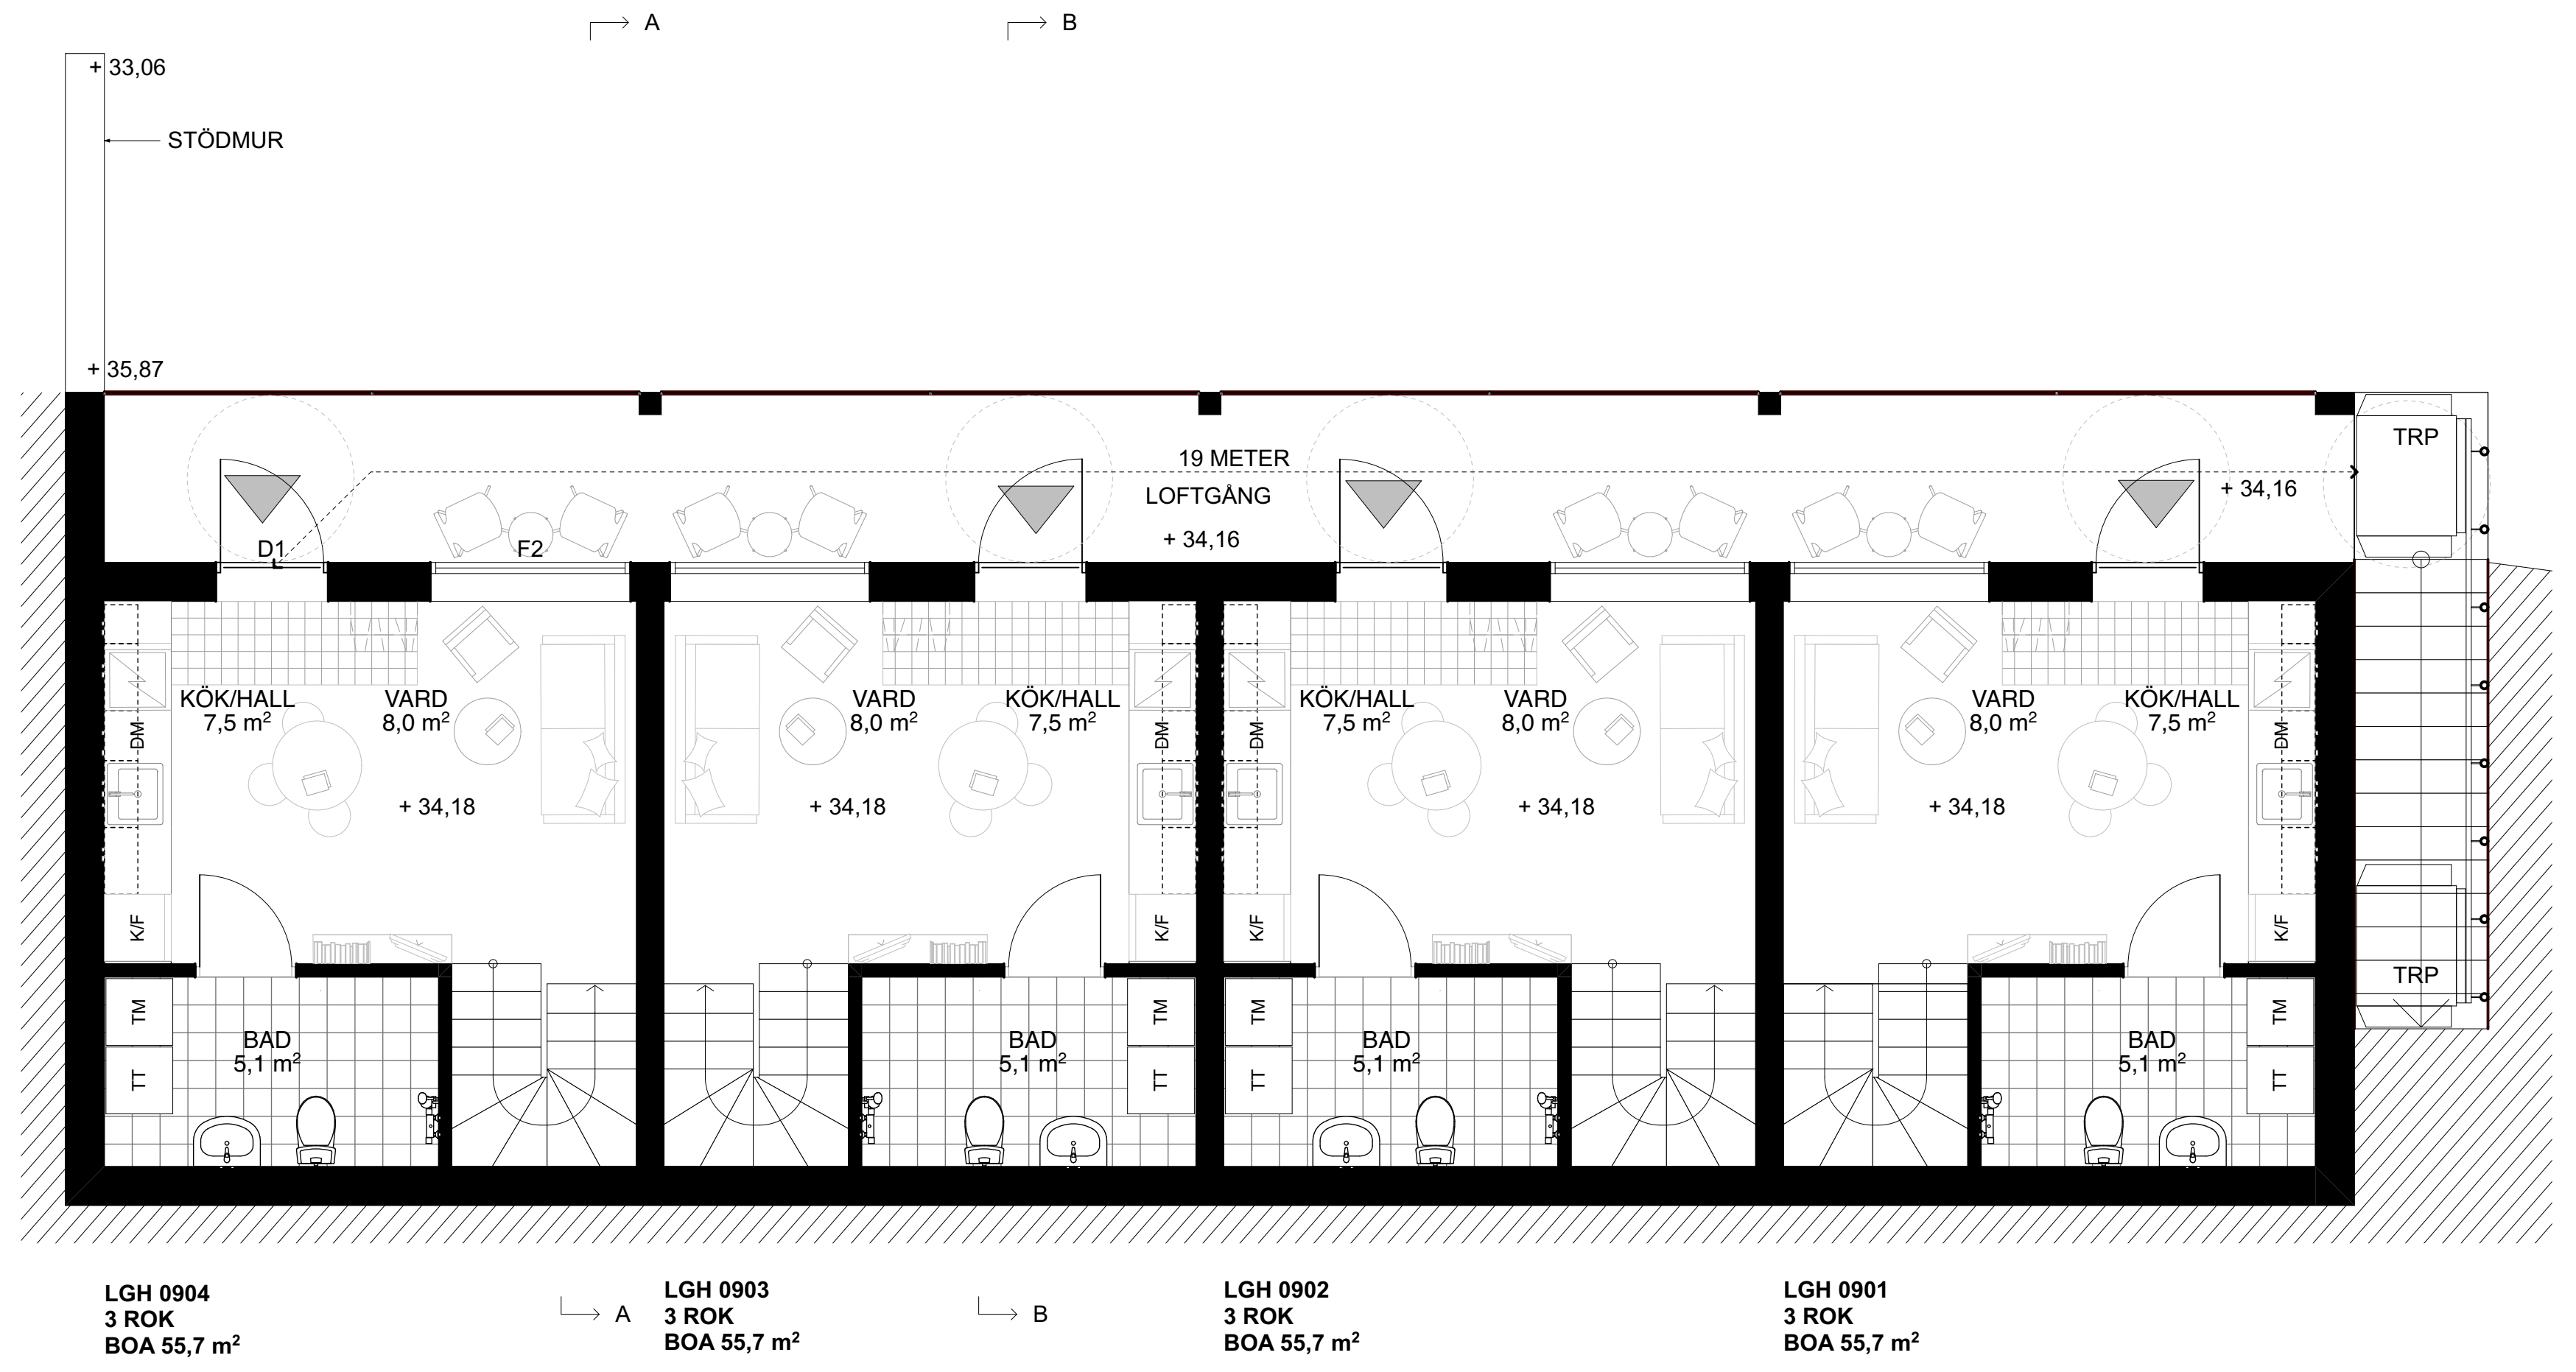 A
B
+ 33,06
STÖDMUR
+ 35,87
19 METER
LOFTGÅNG
+ 34,16
+ 34,16
TRP
D1
F2
KÖK/HALL
7,5 m²
VARD
8,0 m²
VARD
8,0 m²
KÖK/HALL
7,5 m²
KÖK/HALL
7,5 m²
VARD
8,0 m²
VARD
8,0 m²
KÖK/HALL
7,5 m²
DM
DM
DM
DM
+ 34,18
+ 34,18
+ 34,18
+ 34,18
K/F
K/F
K/F
K/F
TRP
TM
TM
TM
TM
BAD
5,1 m²
BAD
5,1 m²
BAD
5,1 m²
BAD
5,1 m²
TT
TT
TT
TT
LGH 0904
3 ROK
BOA 55,7 m²
A
LGH 0903
3 ROK
BOA 55,7 m²
B
LGH 0902
3 ROK
BOA 55,7 m²
LGH 0901
3 ROK
BOA 55,7 m²